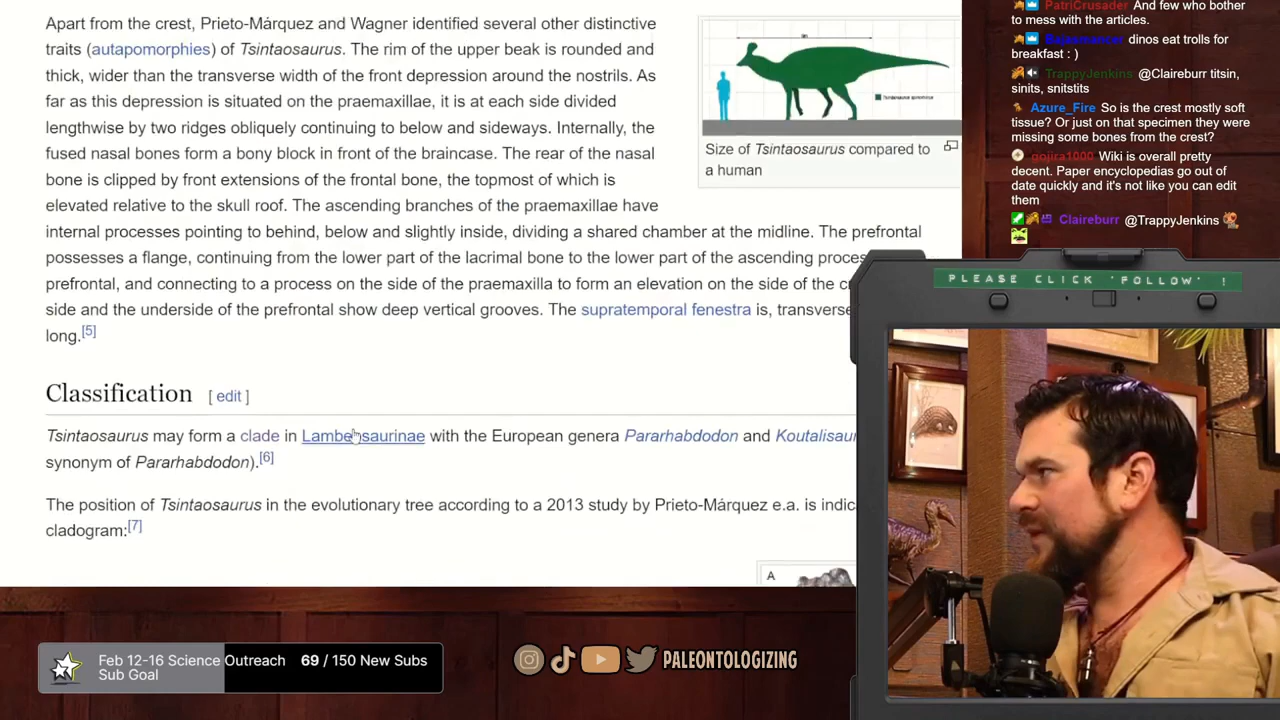 Apart from the crest, Prieto-Márquez and Wagner identified several other distinctive
traits (autapomorphies) of Tsintaosaurus. The rim of the upper beak is rounded and
thick, wider than the transverse width of the front depression around the nostrils. As
far as this depression is situated on the praemaxillae, it is at each side divided
lengthwise by two ridges obliquely continuing to below and sideways. Internally, the
fused nasal bones form a bony block in front of the braincase. The rear of the nasal
bone is clipped by front extensions of the frontal bone, the topmost of which is
elevated relative to the skull roof. The ascending branches of the praemaxillae have
internal processes pointing to behind, below and slightly inside, dividing a shared chamber at the midline. The prefrontal
possesses a flange, continuing from the lower part of the lacrimal bone to the lower part of the ascending
prefrontal, and connecting to a process on the side of the praemaxilla to form an elevation on the side of the
side and the underside of the prefrontal show deep vertical grooves. The supratemporal fenestra is,
long.[5]
Size of Tsintaosaurus compared to
a human
Classification [ edit ]
Tsintaosaurus may form a clade in Lambeosaurinae with the European genera Pararhabdodon and
synonym of Pararhabdodon).[6]
The position of Tsintaosaurus in the evolutionary tree according to a 2013 study by Prieto-Márquez e.a. is
cladogram:[7]
A
PatriCrusader And few who bother
to mess with the articles.
dinos eat trolls for
breakfast : )
TrappyJenkins @Claireburr titsin,
sinits, snitstits
Azure_Fire So is the crest mostly soft
tissue? Or just on that specimen they were
missing some bones from the crest?
gojira1000 Wiki is overall pretty
decent. Paper encyclopedias go out of
date quickly and it's not like you can edit
them
Claireburr @TrappyJenkins
PLEASE CLICK 'FOLLOW' !
Feb 12-16 Science Outreach 69 / 150 New Subs
Sub Goal
PALEONTOLOGIZING